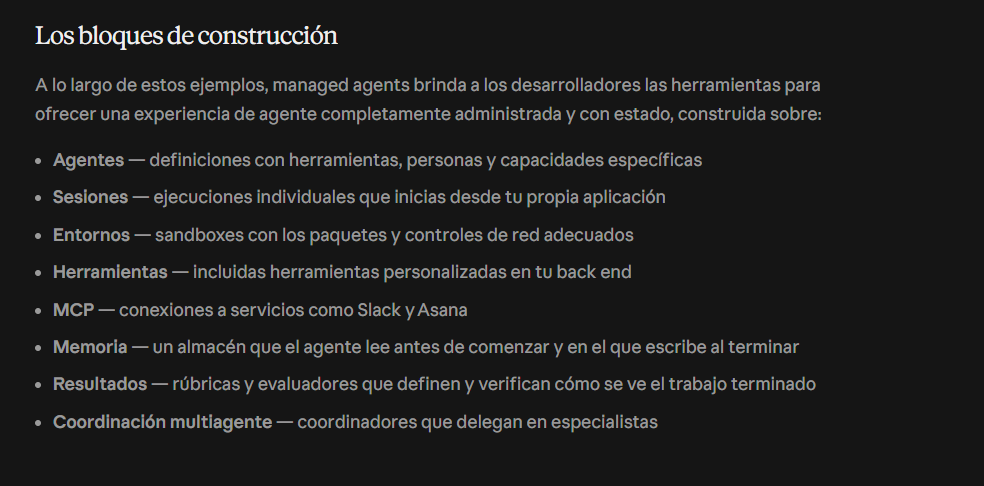 Los bloques de construcción
A lo largo de estos ejemplos, managed agents brinda a los desarrolladores las herramientas para
ofrecer una experiencia de agente completamente administrada y con estado, construida sobre:
• Agentes — definiciones con herramientas, personas y capacidades específicas
• Sesiones — ejecuciones individuales que inicias desde tu propia aplicación
• Entornos — sandboxes con los paquetes y controles de red adecuados
• Herramientas — incluidas herramientas personalizadas en tu back end
• MCP — conexiones a servicios como Slack y Asana
• Memoria — un almacén que el agente lee antes de comenzar y en el que escribe al terminar
• Resultados — rúbricas y evaluadores que definen y verifican cómo se ve el trabajo terminado
• Coordinación multiagente — coordinadores que delegan en especialistas